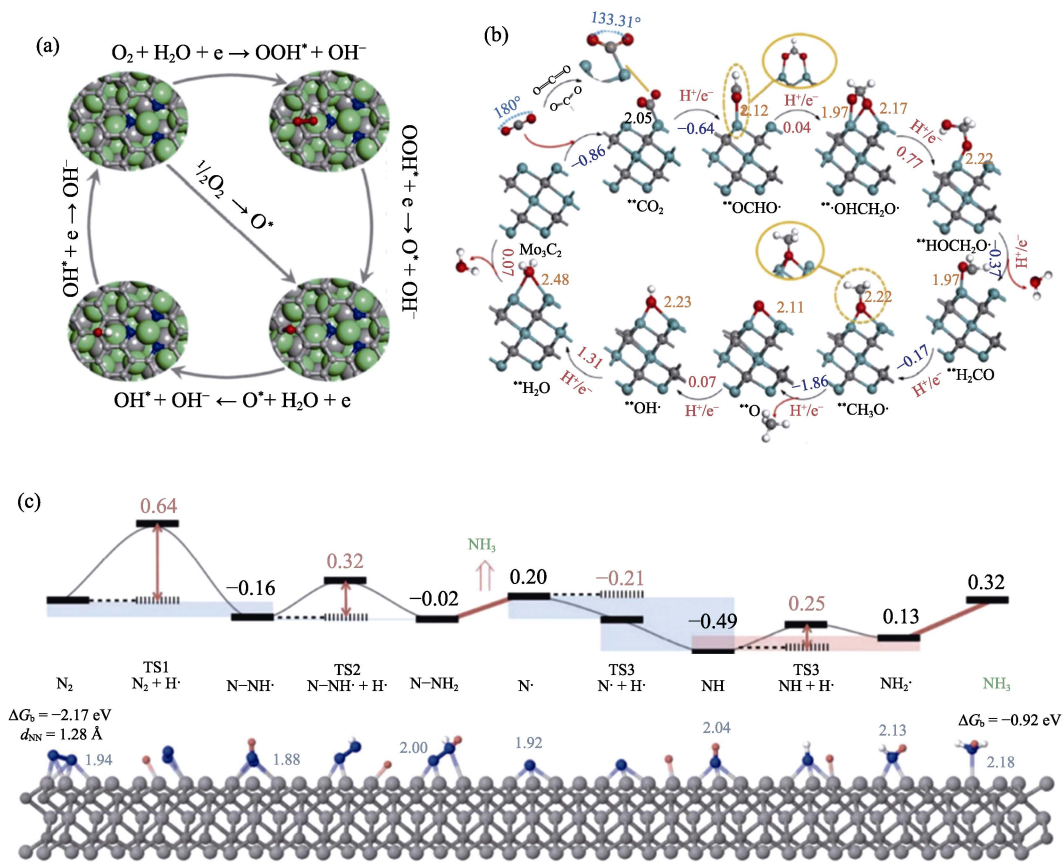 (a)
O₂ + H₂O + e → OOH* + OH⁻
OOH* + e → O* + OH⁻
½O₂ → O*
OH* + e → OH⁻
OH* + OH⁻ ← O* + H₂O + e
(b)
133.31°
O=C=O
O=C–O
180°
−0.86
2.05
**CO₂
H⁺/e⁻
−0.64
2.12
**OCHO·
H⁺/e⁻
0.04
1.97
2.17
**·OHCH₂O·
H⁺/e⁻
0.77
2.22
**HOCH₂O·
−0.37
H⁺/e⁻
1.97
**H₂CO
−0.17
H⁺/e⁻
2.22
**CH₃O·
−1.86
H⁺/e⁻
2.11
**O
0.07
H⁺/e⁻
2.23
**OH·
1.31
H⁺/e⁻
2.48
**H₂O
0.07
Mo₃C₂
(c)
0.64
−0.16
0.32
−0.02
NH₃
0.20
−0.21
−0.49
0.25
0.13
0.32
N₂
TS1
N₂ + H·
N−NH·
TS2
N−NH· + H·
N−NH₂
N·
TS3
N· + H·
NH
TS3
NH + H·
NH₂·
NH₃
ΔG_b = −2.17 eV
d_NN = 1.28 Å
ΔG_b = −0.92 eV
1.94
1.88
2.00
1.92
2.04
2.13
2.18